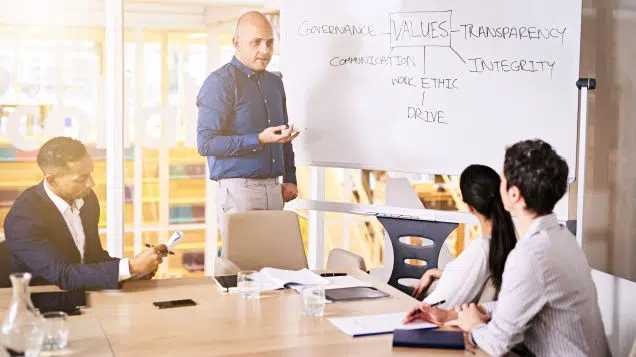 GOVERNANCE VALUES TRANSPARENCY
COMMUNICATION INTEGRITY
WORK ETHIC
DRIVE